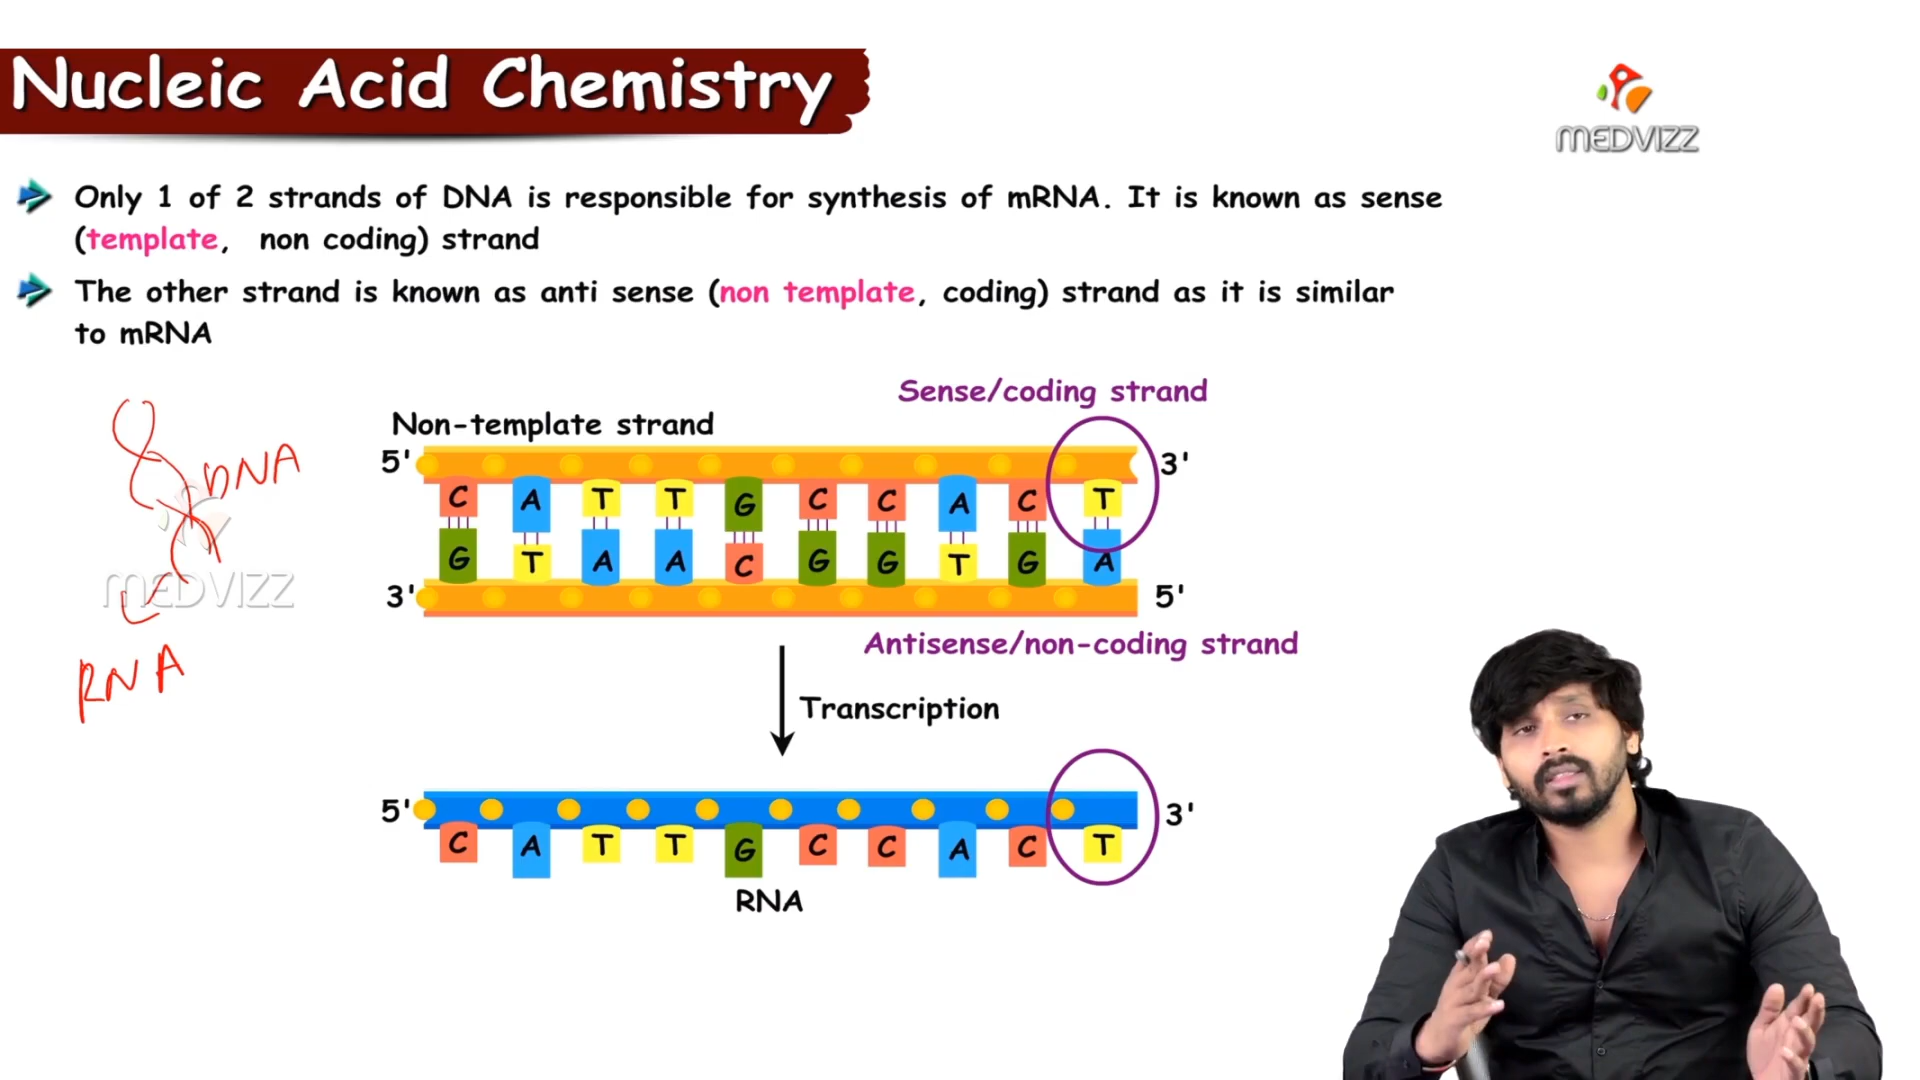 Nucleic Acid Chemistry
MEDVIZZ
Only 1 of 2 strands of DNA is responsible for synthesis of mRNA. It is known as sense
(template, non coding) strand
The other strand is known as anti sense (non template, coding) strand as it is similar
to mRNA
Sense/coding strand
Non-template strand
5' 3'
C A T T G C C A C T
G T A A C G G T G A
3' 5'
Antisense/non-coding strand
DNA
MEDVIZZ
RNA
Transcription
5' 3'
C A T T G C C A C T
RNA